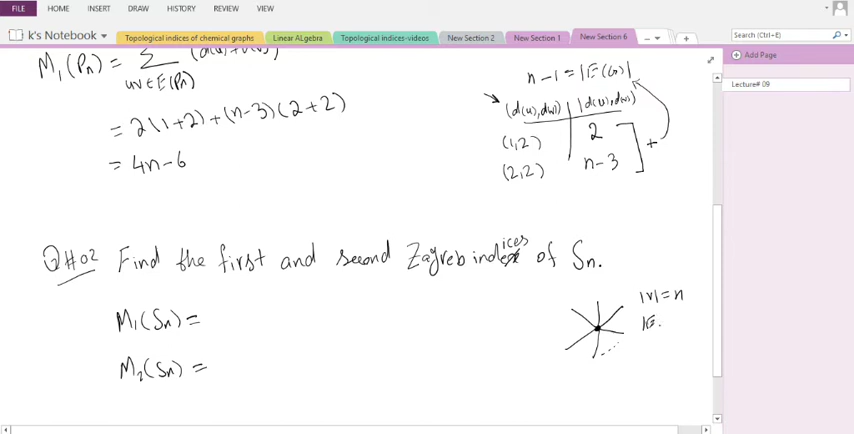 FILE HOME INSERT DRAW HISTORY REVIEW VIEW
k's Notebook Topological indices of chemical graphs Linear ALgebra Topological indices-videos New Section 2 New Section 1 New Section 6 Search (Ctrl+E)
Add Page
Lecture# 09
M₁(Pn) = Σ
uv∈E(Pn)
= 2(1+2)+(n-3)(2+2)
= 4n-6
n-1 = |E(G)|
(d(u),d(v)) | |d(u),d(v)|
(1,2) 2
(2,2) n-3
+
Q#02 Find the first and second Zagreb indices of Sn.
M₁(Sn) =
M₂(Sn) =
|V| = n
|E.